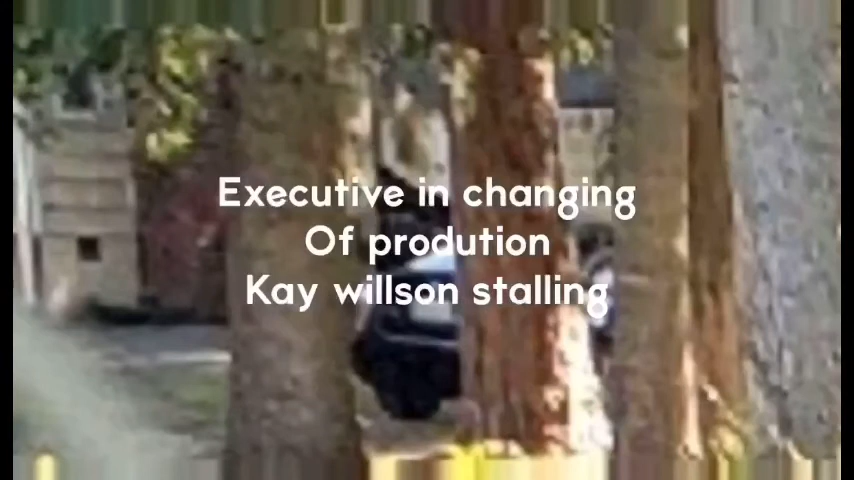 Executive in changing
Of prodution
Kay willson stalling